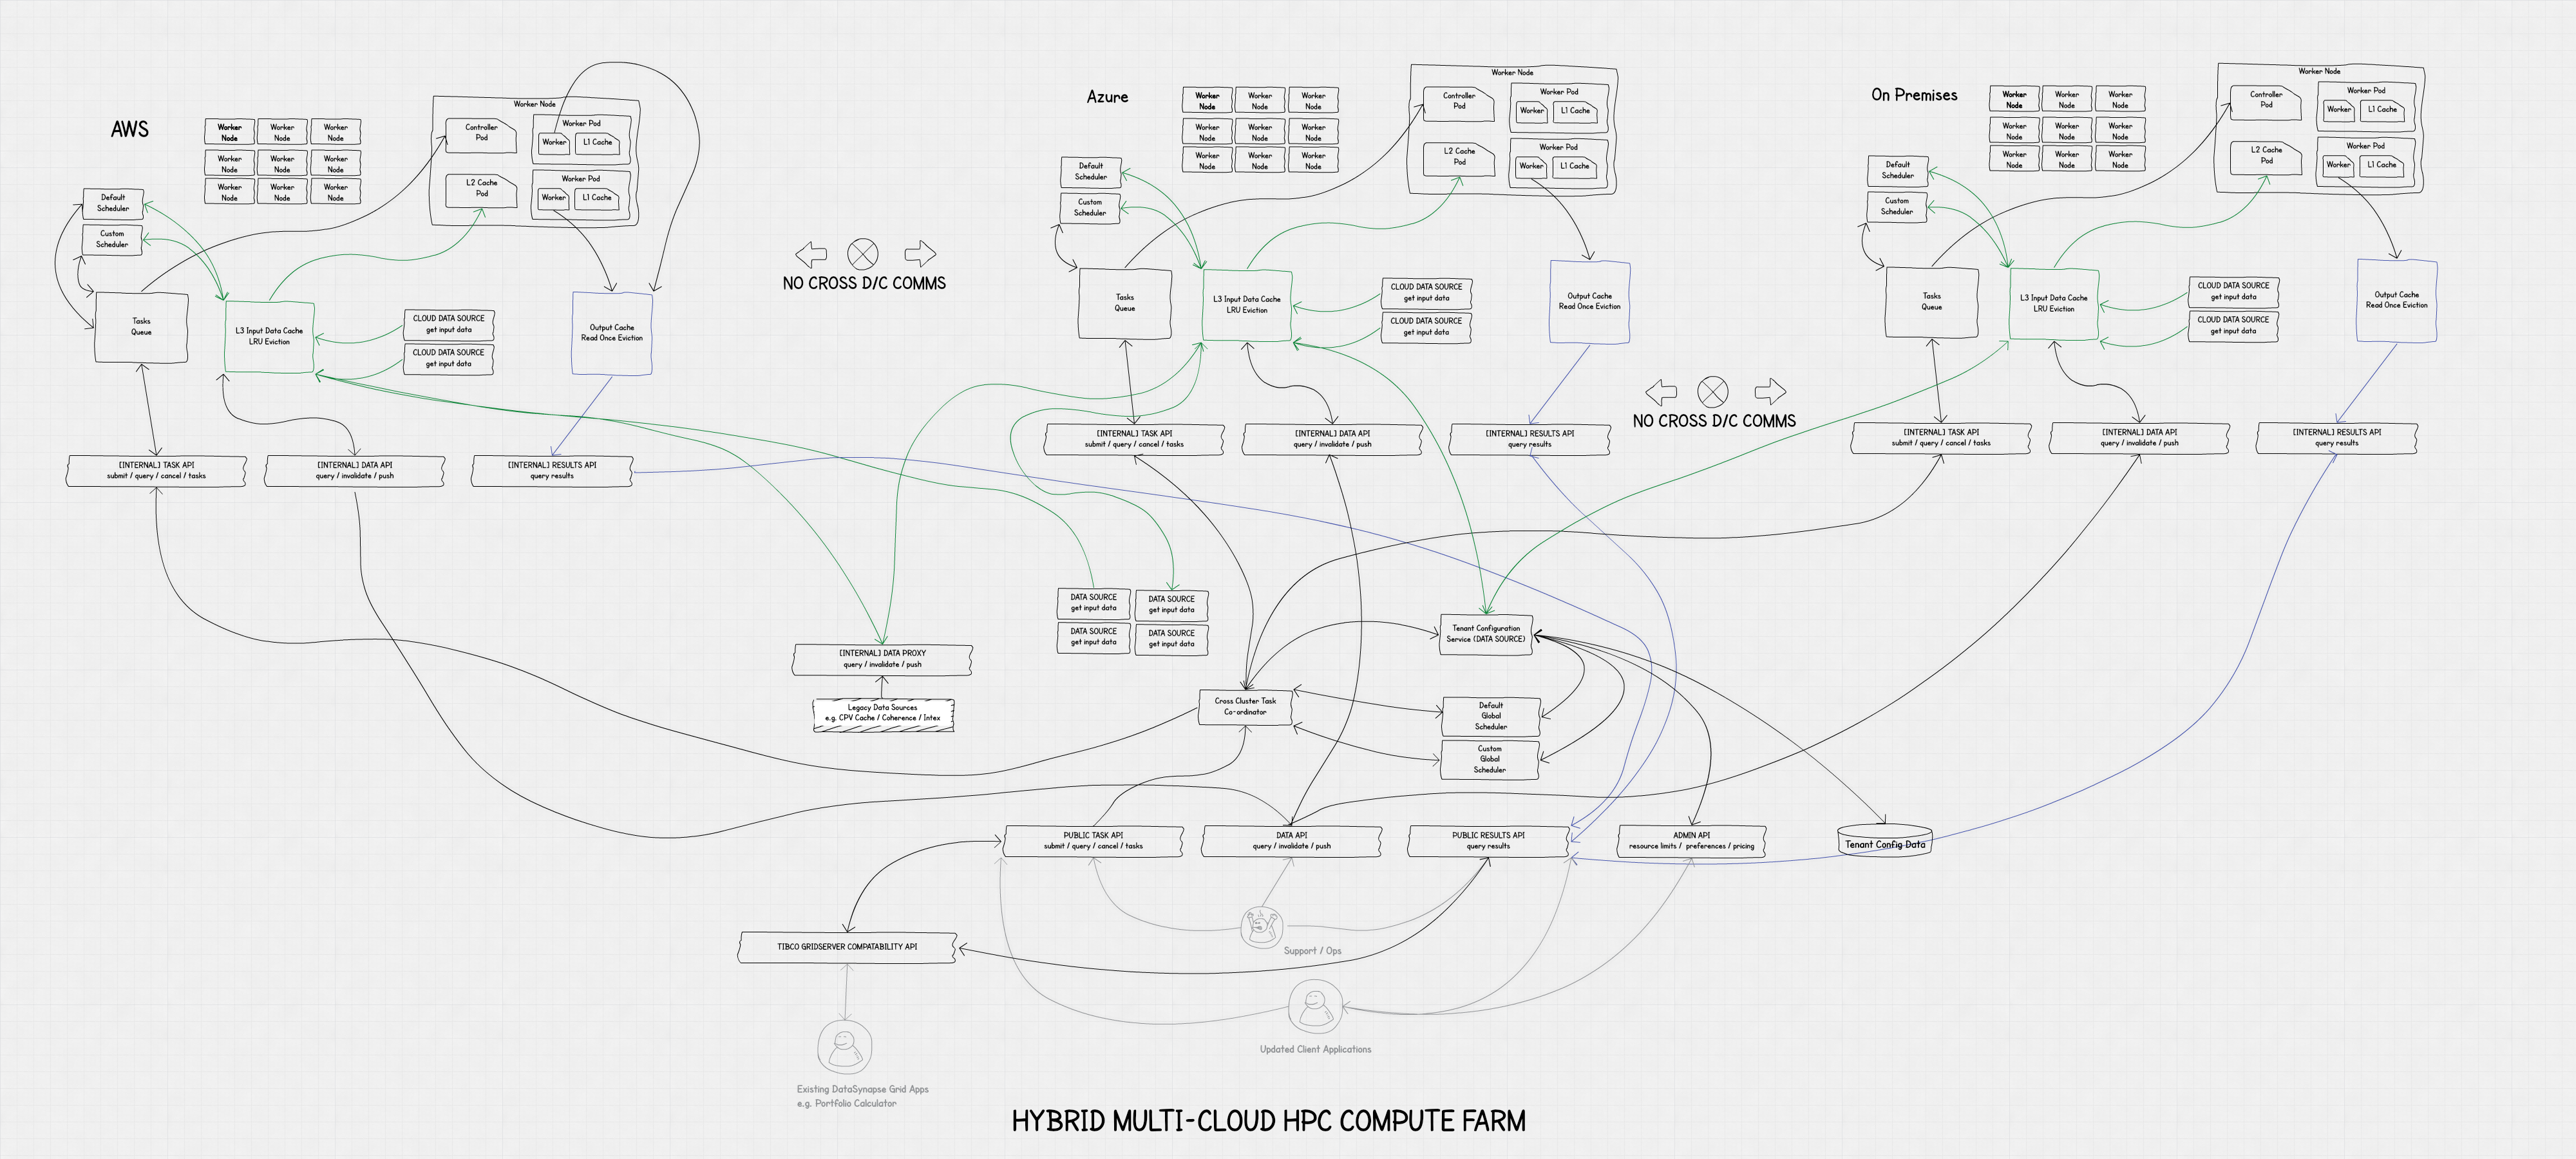 AWS
Worker
Node
Worker
Node
Worker
Node
Worker
Node
Worker
Node
Worker
Node
Worker
Node
Worker
Node
Worker
Node
Worker Node
Controller
Pod
L2 Cache
Pod
Worker Pod
Worker
L1 Cache
Worker Pod
Worker
L1 Cache
Default
Scheduler
Custom
Scheduler
Tasks
Queue
L3 Input Data Cache
LRU Eviction
CLOUD DATA SOURCE
get input data
CLOUD DATA SOURCE
get input data
Output Cache
Read Once Eviction
[INTERNAL] TASK API
submit / query / cancel / tasks
[INTERNAL] DATA API
query / invalidate / push
[INTERNAL] RESULTS API
query results
NO CROSS D/C COMMS
Azure
Worker
Node
Worker
Node
Worker
Node
Worker
Node
Worker
Node
Worker
Node
Worker
Node
Worker
Node
Worker
Node
Worker Node
Controller
Pod
L2 Cache
Pod
Worker Pod
Worker
L1 Cache
Worker Pod
Worker
L1 Cache
Default
Scheduler
Custom
Scheduler
Tasks
Queue
L3 Input Data Cache
LRU Eviction
CLOUD DATA SOURCE
get input data
CLOUD DATA SOURCE
get input data
Output Cache
Read Once Eviction
[INTERNAL] TASK API
submit / query / cancel / tasks
[INTERNAL] DATA API
query / invalidate / push
[INTERNAL] RESULTS API
query results
NO CROSS D/C COMMS
On Premises
Worker
Node
Worker
Node
Worker
Node
Worker
Node
Worker
Node
Worker
Node
Worker
Node
Worker
Node
Worker
Node
Worker Node
Controller
Pod
L2 Cache
Pod
Worker Pod
Worker
L1 Cache
Worker Pod
Worker
L1 Cache
Default
Scheduler
Custom
Scheduler
Tasks
Queue
L3 Input Data Cache
LRU Eviction
CLOUD DATA SOURCE
get input data
CLOUD DATA SOURCE
get input data
Output Cache
Read Once Eviction
[INTERNAL] TASK API
submit / query / cancel / tasks
[INTERNAL] DATA API
query / invalidate / push
[INTERNAL] RESULTS API
query results
DATA SOURCE
get input data
DATA SOURCE
get input data
DATA SOURCE
get input data
DATA SOURCE
get input data
[INTERNAL] DATA PROXY
query / invalidate / push
Legacy Data Sources
e.g. CPV Cache / Coherence / Intex
Tenant Configuration
Service (DATA SOURCE)
Cross Cluster Task
Co-ordinator
Default
Global
Scheduler
Custom
Global
Scheduler
PUBLIC TASK API
submit / query / cancel / tasks
DATA API
query / invalidate / push
PUBLIC RESULTS API
query results
ADMIN API
resource limits / preferences / pricing
Tenant Config Data
TIBCO GRIDSERVER COMPATABILITY API
Support / Ops
Updated Client Applications
Existing DataSynapse Grid Apps
e.g. Portfolio Calculator
HYBRID MULTI-CLOUD HPC COMPUTE FARM